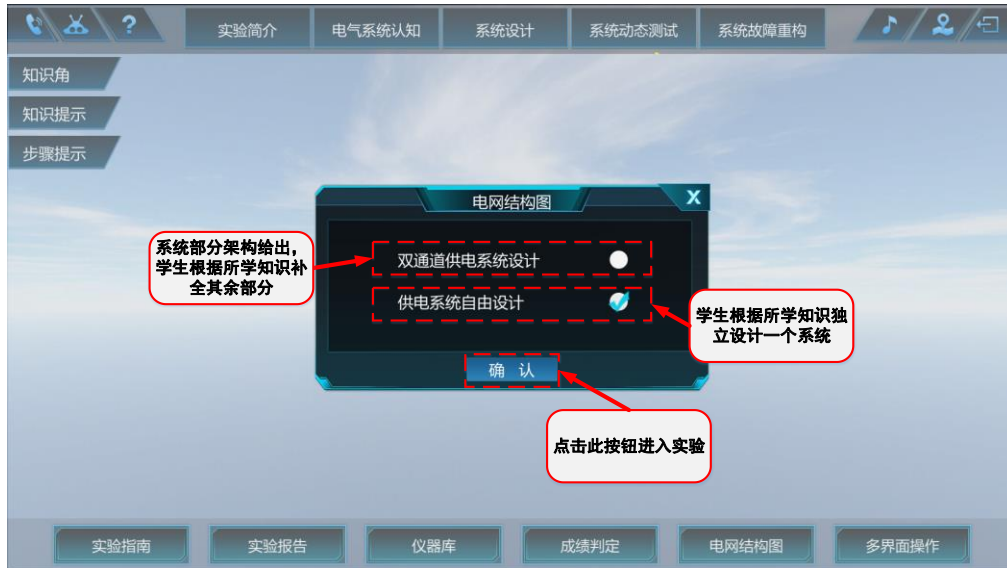 ?
实验简介
电气系统认知
系统设计
系统动态测试
系统故障重构
知识角
知识提示
步骤提示
电网结构图
X
系统部分架构给出，
学生根据所学知识补
全其余部分
双通道供电系统设计
供电系统自由设计
学生根据所学知识独
立设计一个系统
确 认
点击此按钮进入实验
实验指南
实验报告
仪器库
成绩判定
电网结构图
多界面操作